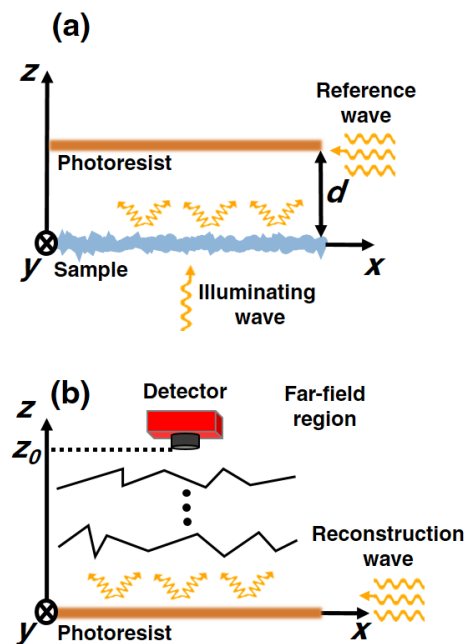 (a)
z
Reference
wave
Photoresist
d
y
Sample
x
Illuminating
wave
(b)
Detector
Far-field
region
z
z0
Reconstruction
wave
y
Photoresist
x